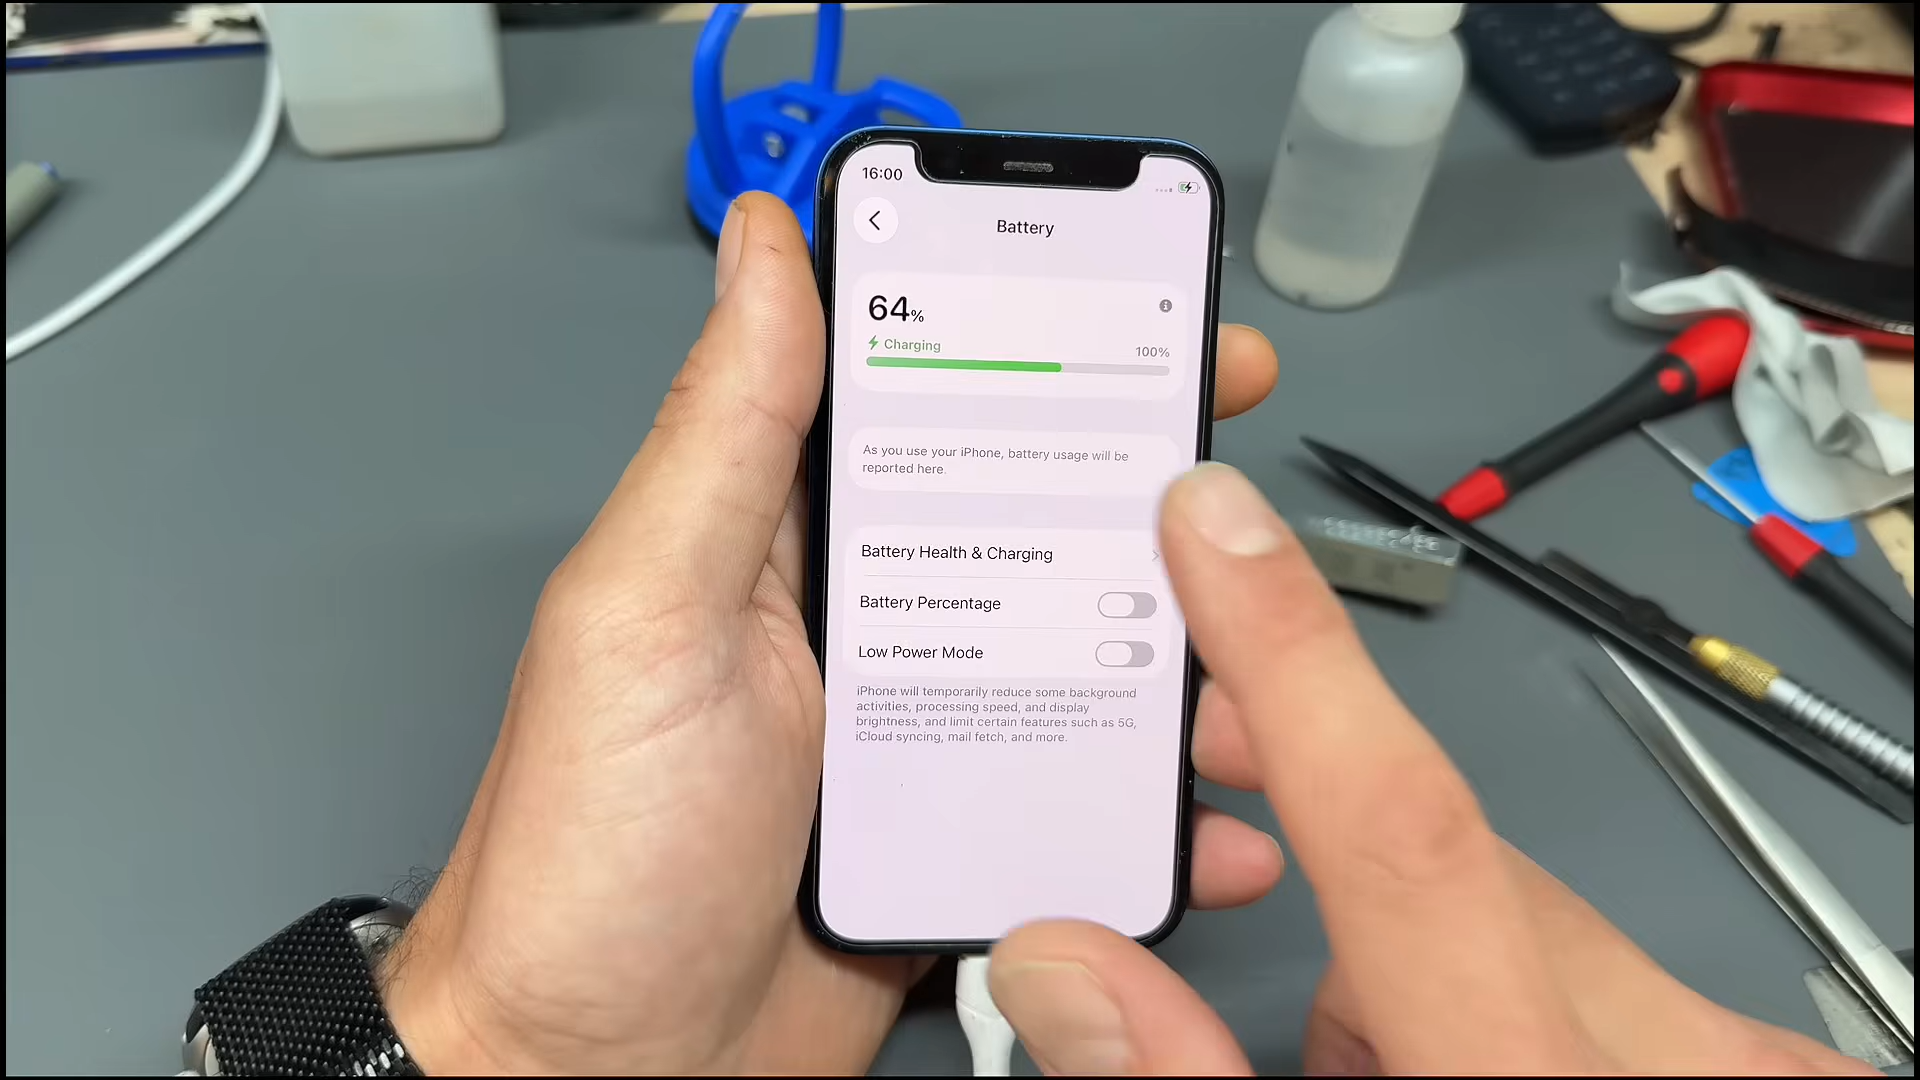 16:00
Battery
64%
Charging
100%
As you use your iPhone, battery usage will be
reported here.
Battery Health & Charging
Battery Percentage
Low Power Mode
iPhone will temporarily reduce some background
activities, processing speed, and display
brightness, and limit certain features such as 5G,
iCloud syncing, mail fetch, and more.